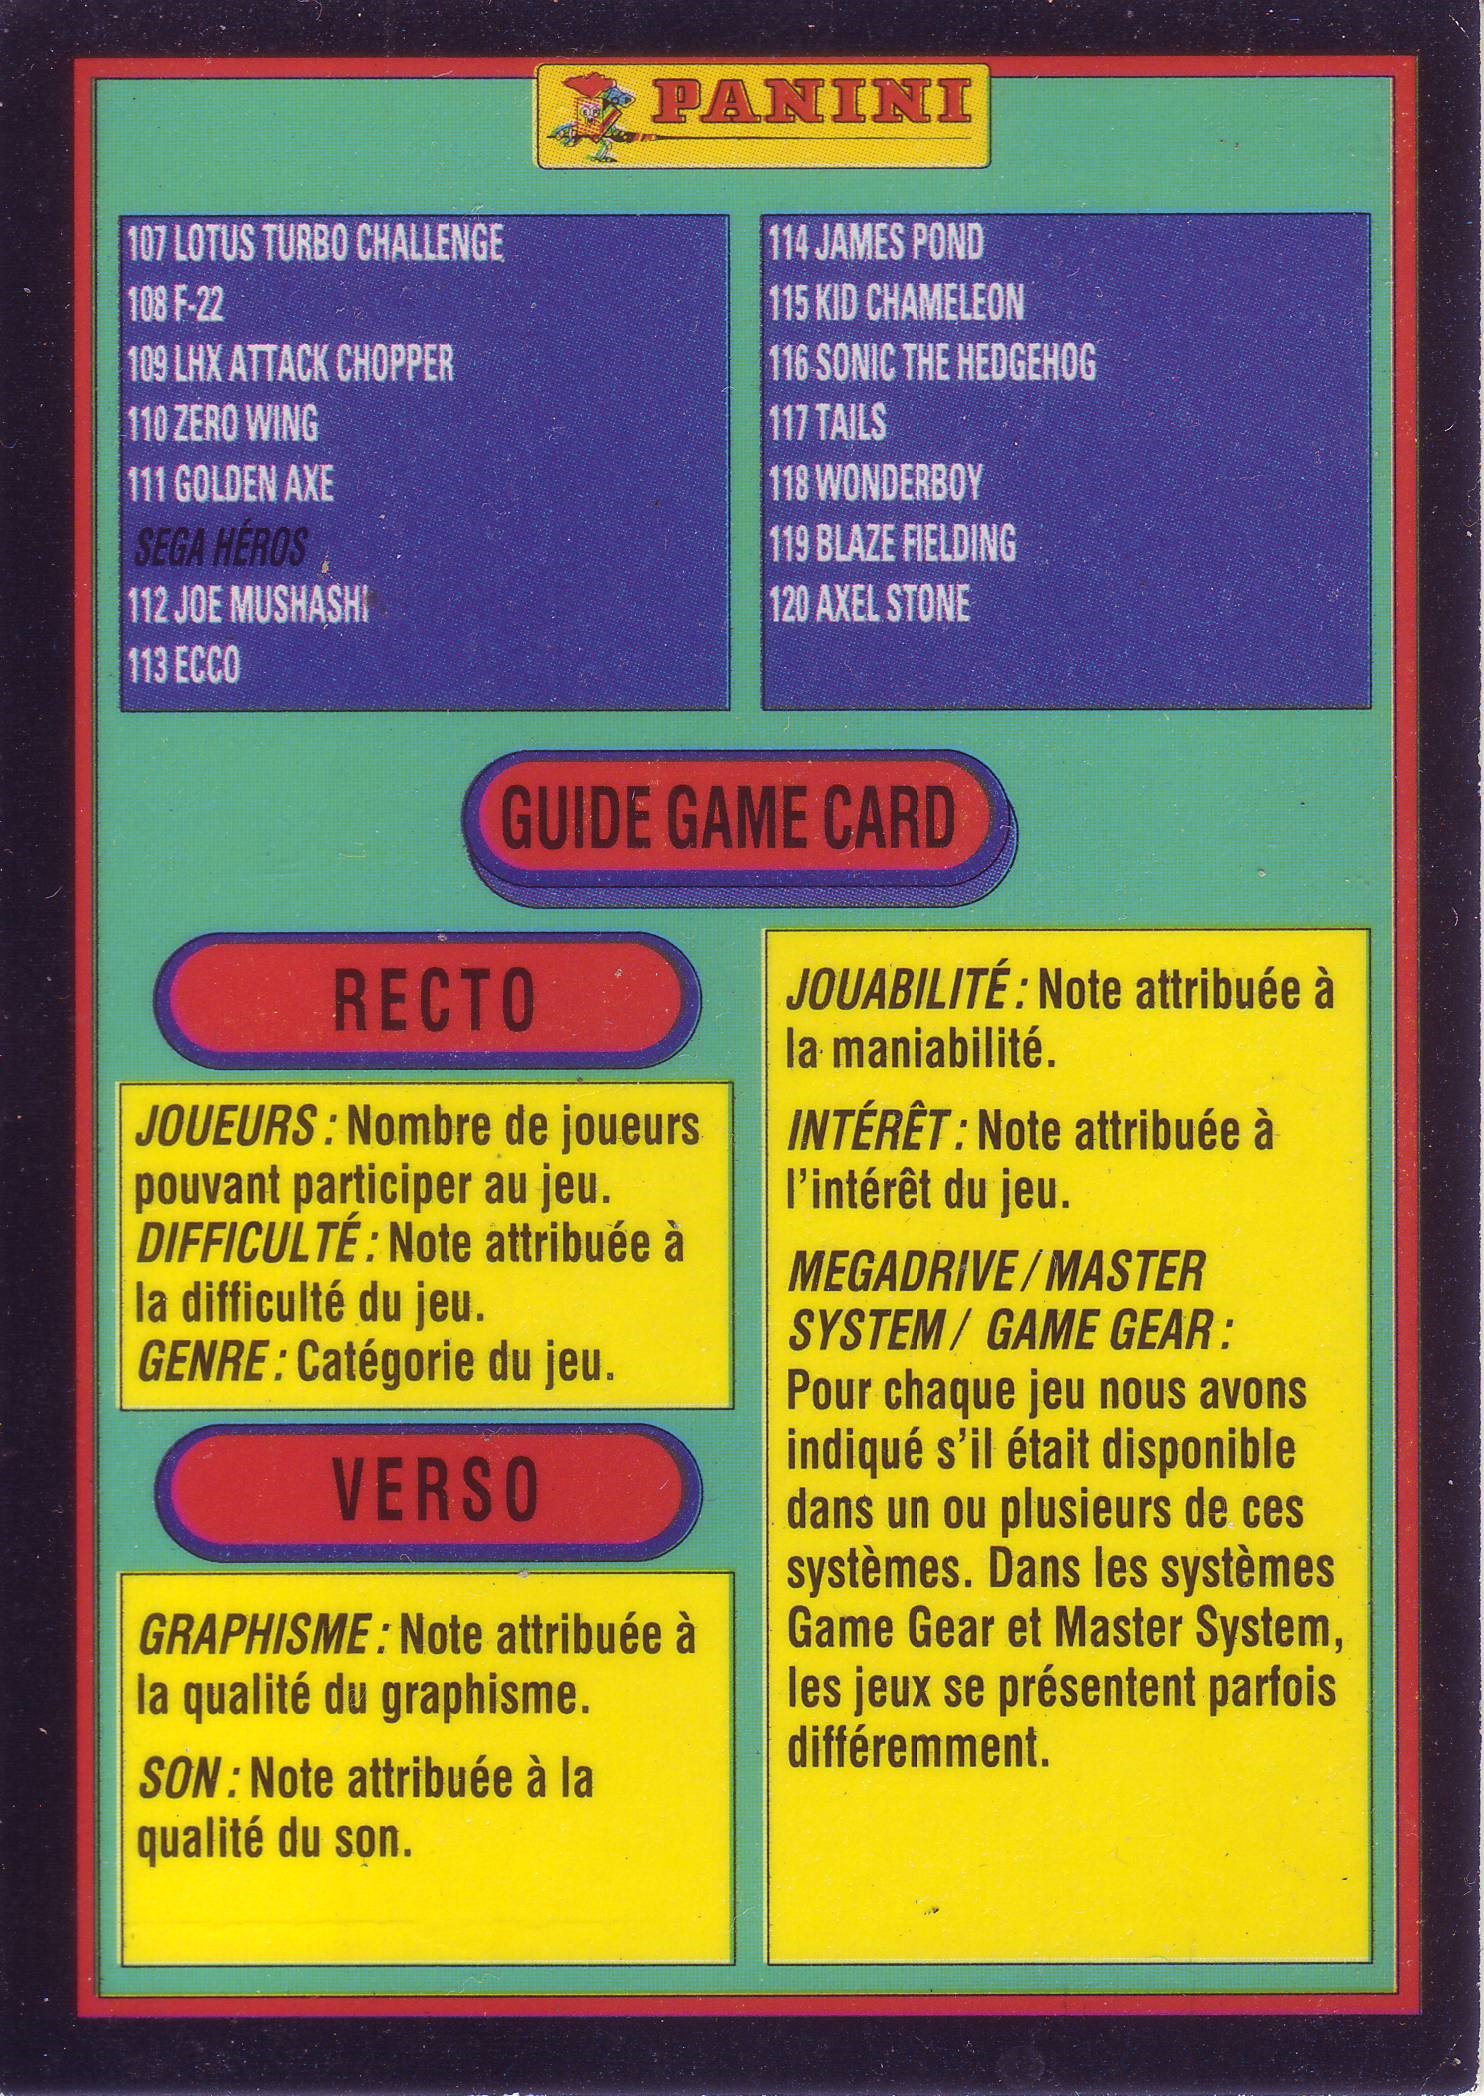 PANINI
107 LOTUS TURBO CHALLENGE
108 F-22
109 LHX ATTACK CHOPPER
110 ZERO WING
111 GOLDEN AXE
SEGA HÉROS
112 JOE MUSHASHI
113 ECCO
114 JAMES POND
115 KID CHAMELEON
116 SONIC THE HEDGEHOG
117 TAILS
118 WONDERBOY
119 BLAZE FIELDING
120 AXEL STONE
GUIDE GAME CARD
RECTO
JOUEURS : Nombre de joueurs
pouvant participer au jeu.
DIFFICULTÉ : Note attribuée à
la difficulté du jeu.
GENRE : Catégorie du jeu.
VERSO
GRAPHISME : Note attribuée à
la qualité du graphisme.
SON : Note attribuée à la
qualité du son.
JOUABILITÉ : Note attribuée à
la maniabilité.
INTÉRÊT : Note attribuée à
l'intérêt du jeu.
MEGADRIVE / MASTER
SYSTEM / GAME GEAR :
Pour chaque jeu nous avons
indiqué s'il était disponible
dans un ou plusieurs de ces
systèmes. Dans les systèmes
Game Gear et Master System,
les jeux se présentent parfois
différemment.